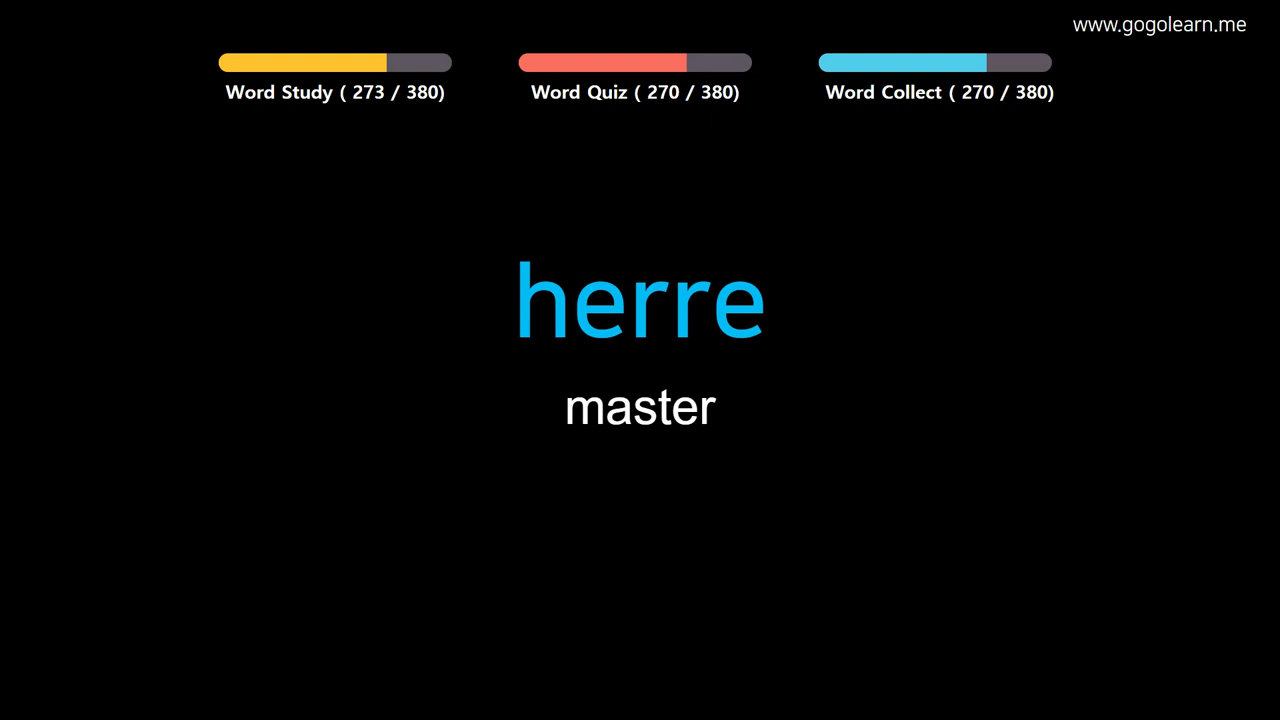 www.gogolearn.me
Word Study ( 273 / 380)
Word Quiz ( 270 / 380)
Word Collect ( 270 / 380)
herre
master